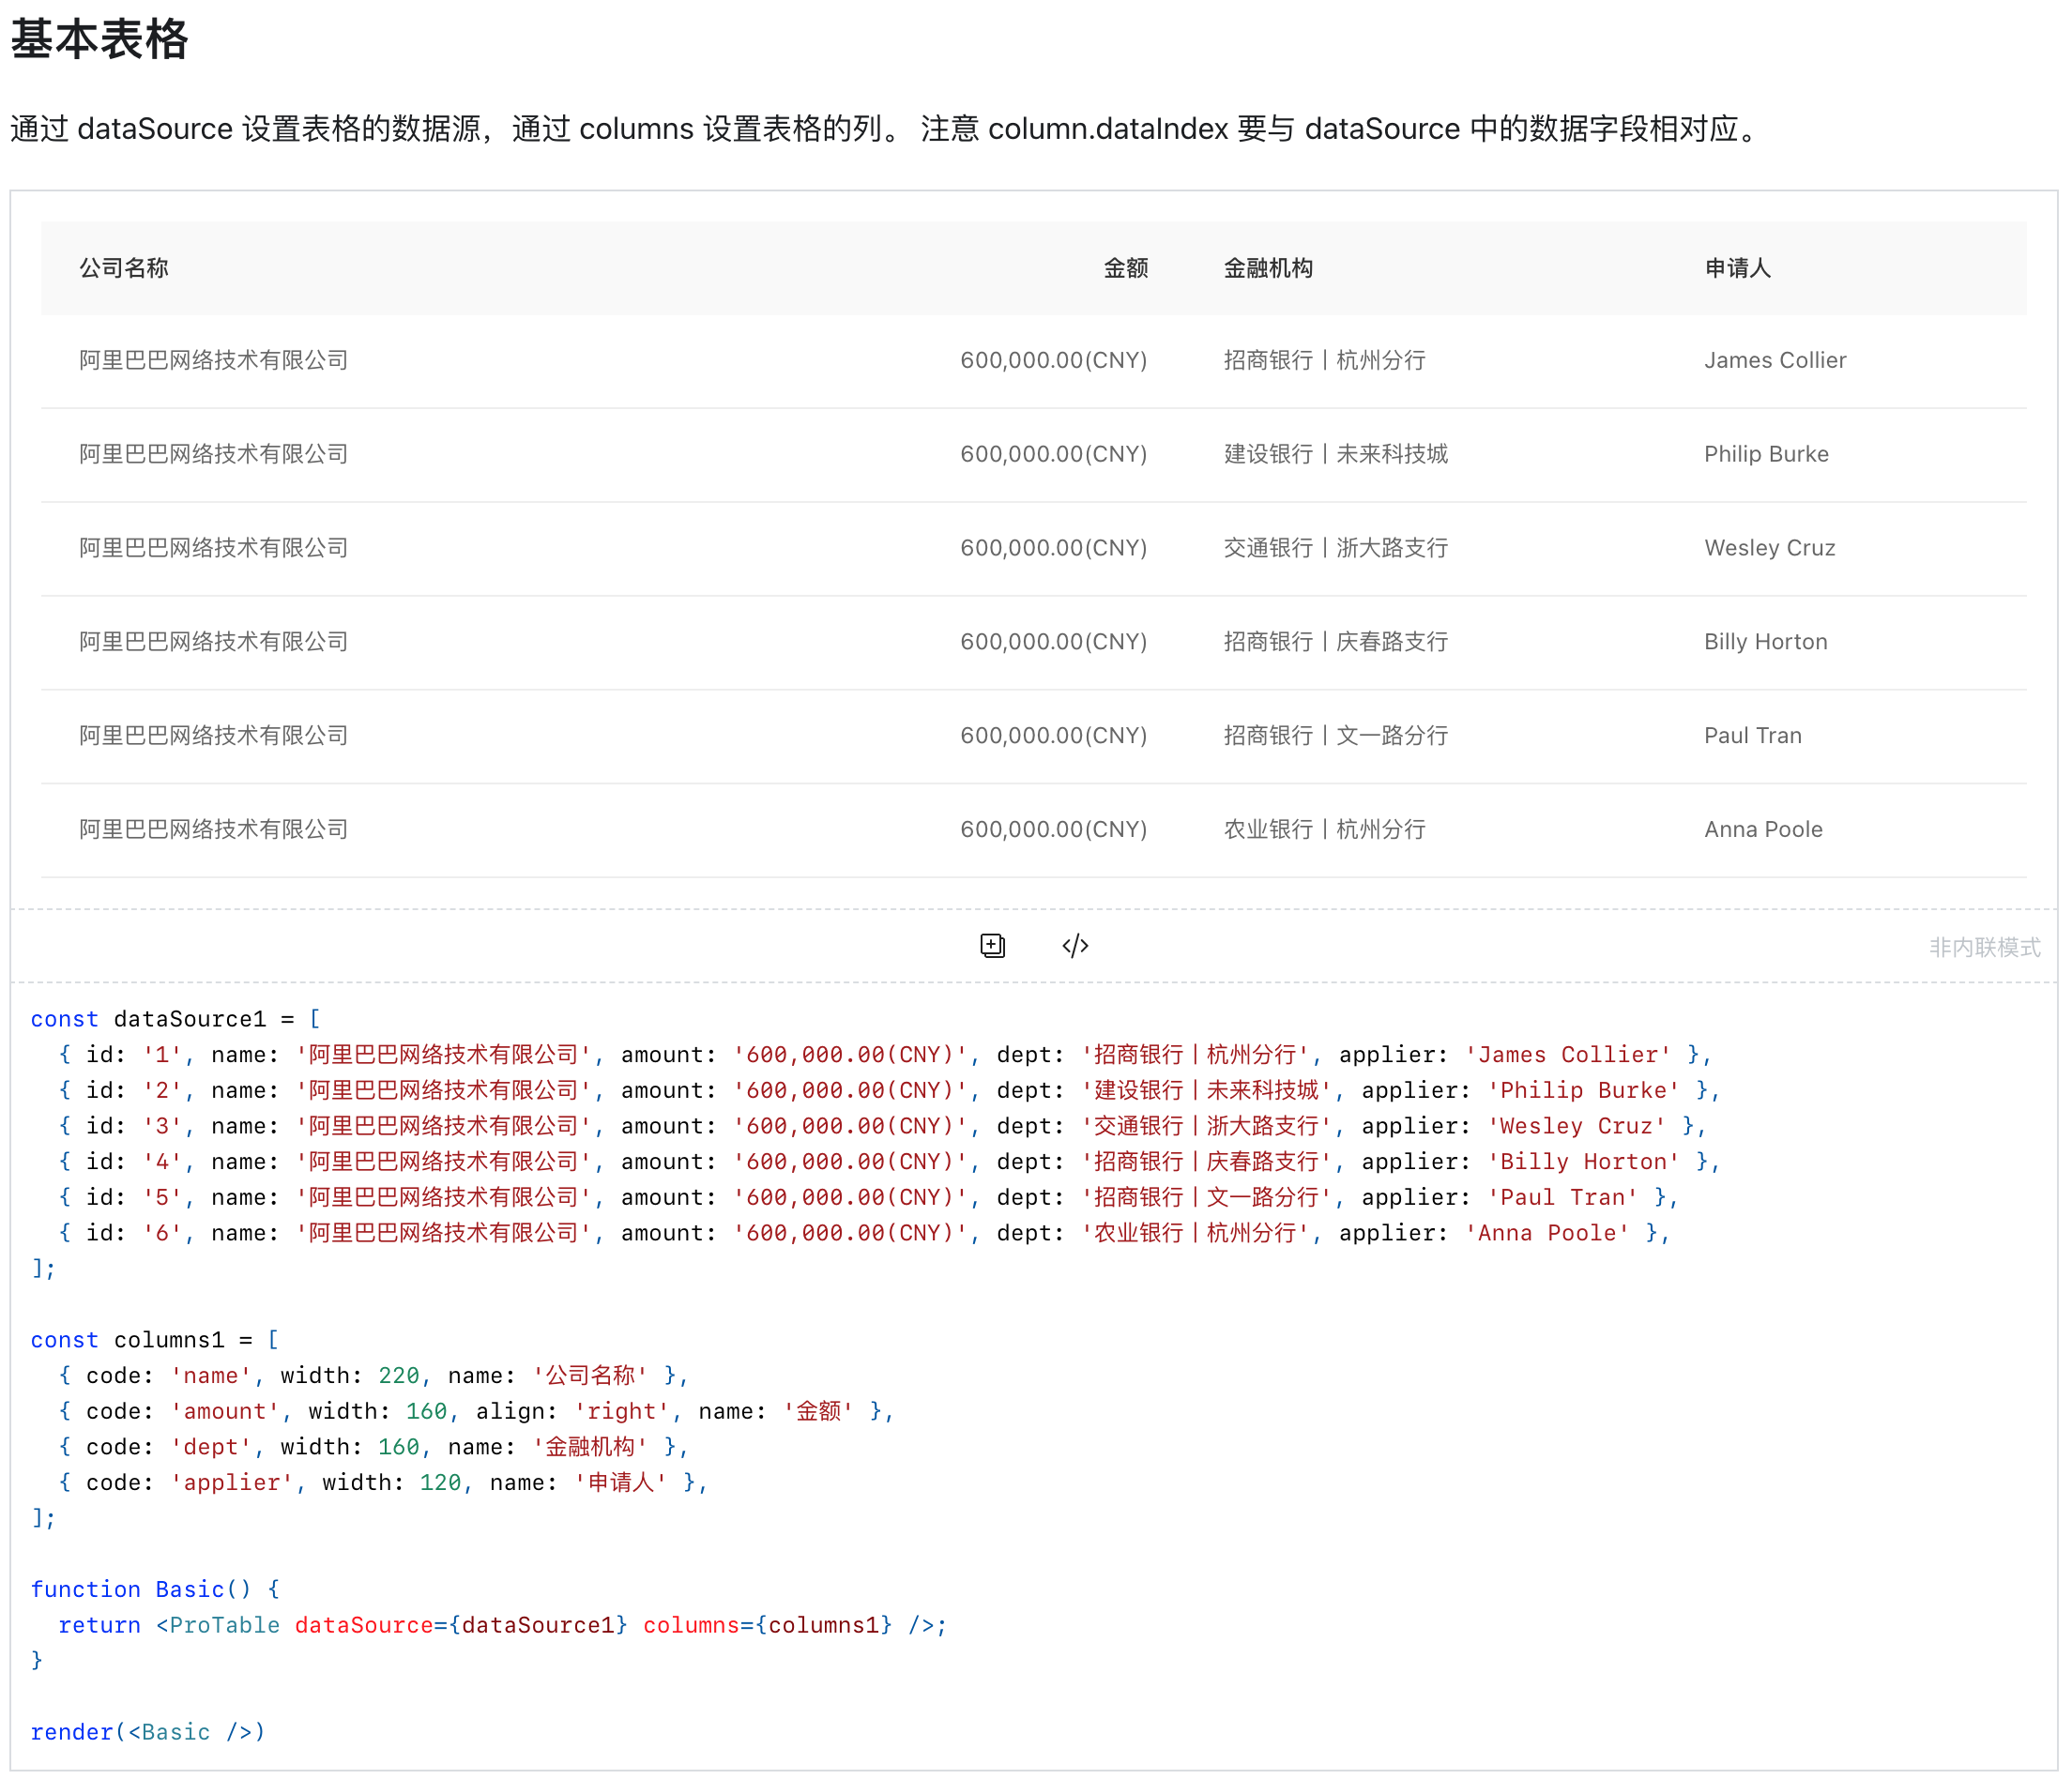 基本表格
通过 dataSource 设置表格的数据源，通过 columns 设置表格的列。 注意 column.dataIndex 要与 dataSource 中的数据字段相对应。
公司名称 金额 金融机构 申请人
阿里巴巴网络技术有限公司 600,000.00(CNY) 招商银行丨杭州分行 James Collier
阿里巴巴网络技术有限公司 600,000.00(CNY) 建设银行丨未来科技城 Philip Burke
阿里巴巴网络技术有限公司 600,000.00(CNY) 交通银行丨浙大路支行 Wesley Cruz
阿里巴巴网络技术有限公司 600,000.00(CNY) 招商银行丨庆春路支行 Billy Horton
阿里巴巴网络技术有限公司 600,000.00(CNY) 招商银行丨文一路分行 Paul Tran
阿里巴巴网络技术有限公司 600,000.00(CNY) 农业银行丨杭州分行 Anna Poole
非内联模式
const dataSource1 = [
  { id: '1', name: '阿里巴巴网络技术有限公司', amount: '600,000.00(CNY)', dept: '招商银行丨杭州分行', applier: 'James Collier' },
  { id: '2', name: '阿里巴巴网络技术有限公司', amount: '600,000.00(CNY)', dept: '建设银行丨未来科技城', applier: 'Philip Burke' },
  { id: '3', name: '阿里巴巴网络技术有限公司', amount: '600,000.00(CNY)', dept: '交通银行丨浙大路支行', applier: 'Wesley Cruz' },
  { id: '4', name: '阿里巴巴网络技术有限公司', amount: '600,000.00(CNY)', dept: '招商银行丨庆春路支行', applier: 'Billy Horton' },
  { id: '5', name: '阿里巴巴网络技术有限公司', amount: '600,000.00(CNY)', dept: '招商银行丨文一路分行', applier: 'Paul Tran' },
  { id: '6', name: '阿里巴巴网络技术有限公司', amount: '600,000.00(CNY)', dept: '农业银行丨杭州分行', applier: 'Anna Poole' },
];
const columns1 = [
  { code: 'name', width: 220, name: '公司名称' },
  { code: 'amount', width: 160, align: 'right', name: '金额' },
  { code: 'dept', width: 160, name: '金融机构' },
  { code: 'applier', width: 120, name: '申请人' },
];
function Basic() {
  return <ProTable dataSource={dataSource1} columns={columns1} />;
}
render(<Basic />)